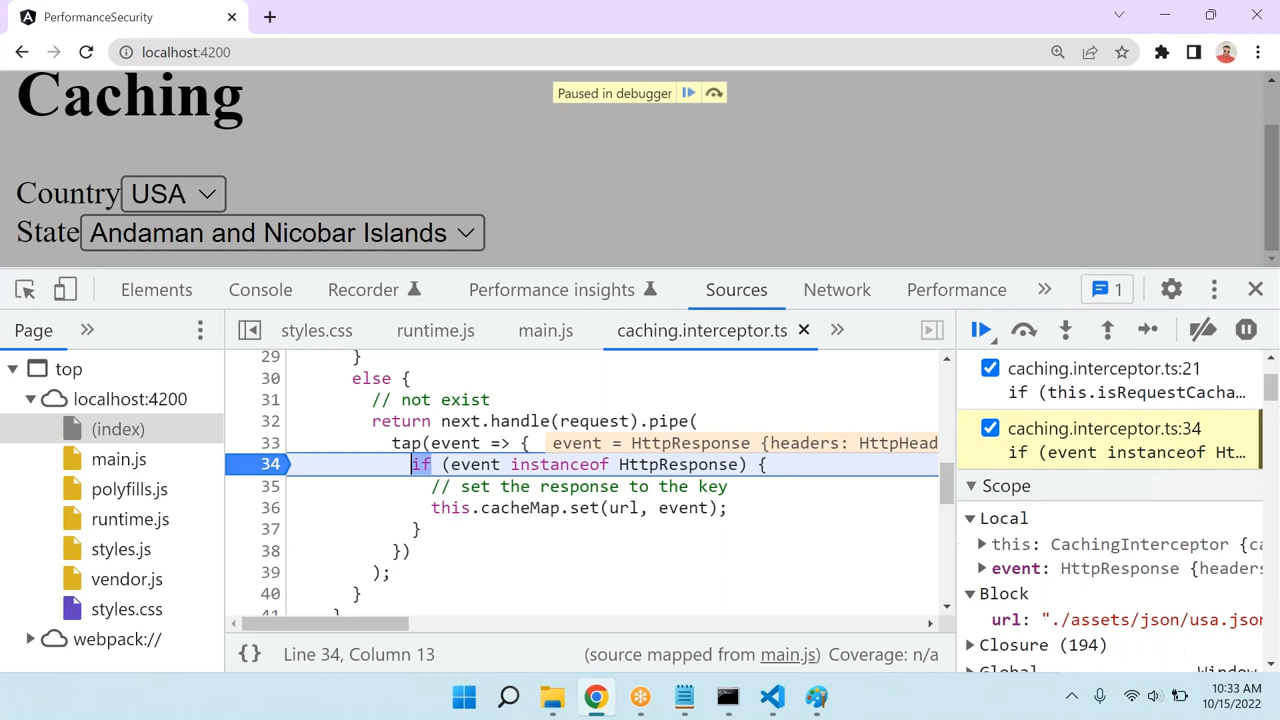 PerformanceSecurity
localhost:4200
Caching
Paused in debugger
Country USA
State Andaman and Nicobar Islands
Elements Console Recorder Performance insights Sources Network Performance 1
Page styles.css runtime.js main.js caching.interceptor.ts
top
localhost:4200
(index)
main.js
polyfills.js
runtime.js
styles.js
vendor.js
styles.css
webpack://
29 }
30 else {
31 // not exist
32 return next.handle(request).pipe(
33 tap(event => { event = HttpResponse {headers: HttpHead
34 if (event instanceof HttpResponse) {
35 // set the response to the key
36 this.cacheMap.set(url, event);
37 }
38 })
39 );
40 }
41 }
{} Line 34, Column 13 (source mapped from main.js) Coverage: n/a
caching.interceptor.ts:21
if (this.isRequestCacha…
caching.interceptor.ts:34
if (event instanceof Ht…
Scope
Local
this: CachingInterceptor {ca
event: HttpResponse {headers
Block
url: "./assets/json/usa.json
Closure (194)
Global Window
10:33 AM
10/15/2022